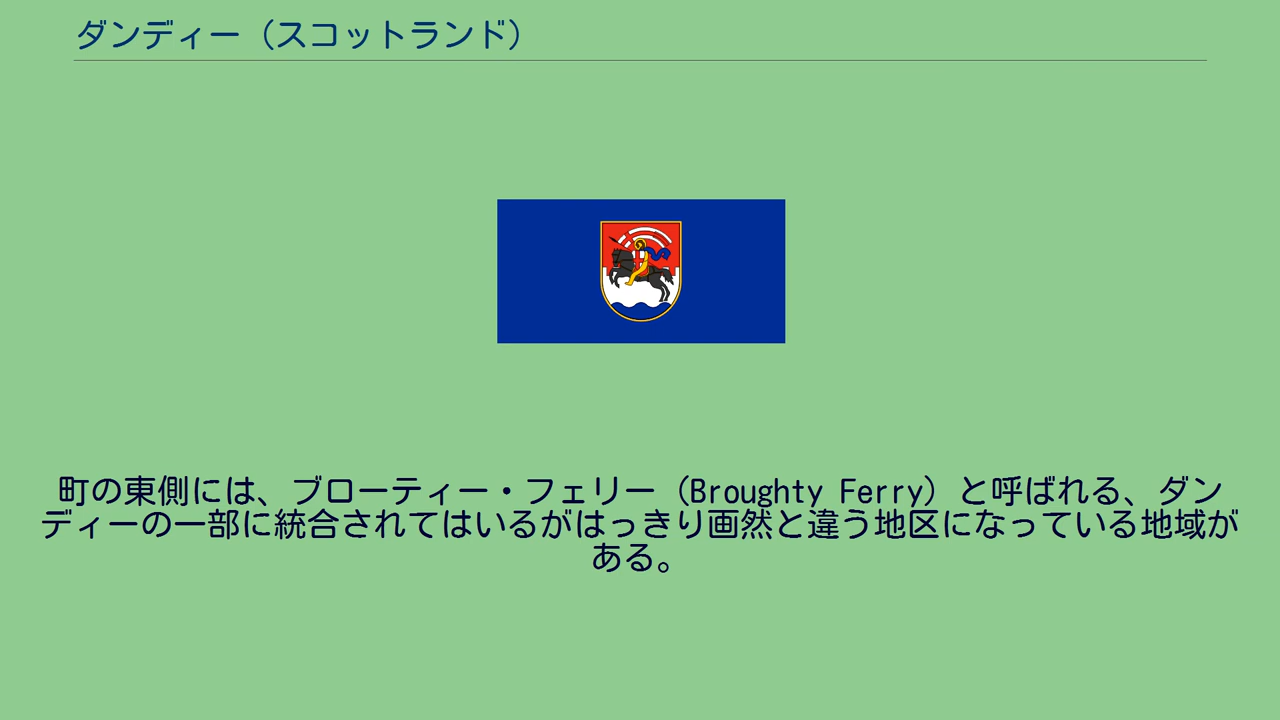 ダンディー（スコットランド）
町の東側には、ブローティー・フェリー（Broughty Ferry）と呼ばれる、ダン
ディーの一部に統合されてはいるがはっきり画然と違う地区になっている地域が
ある。